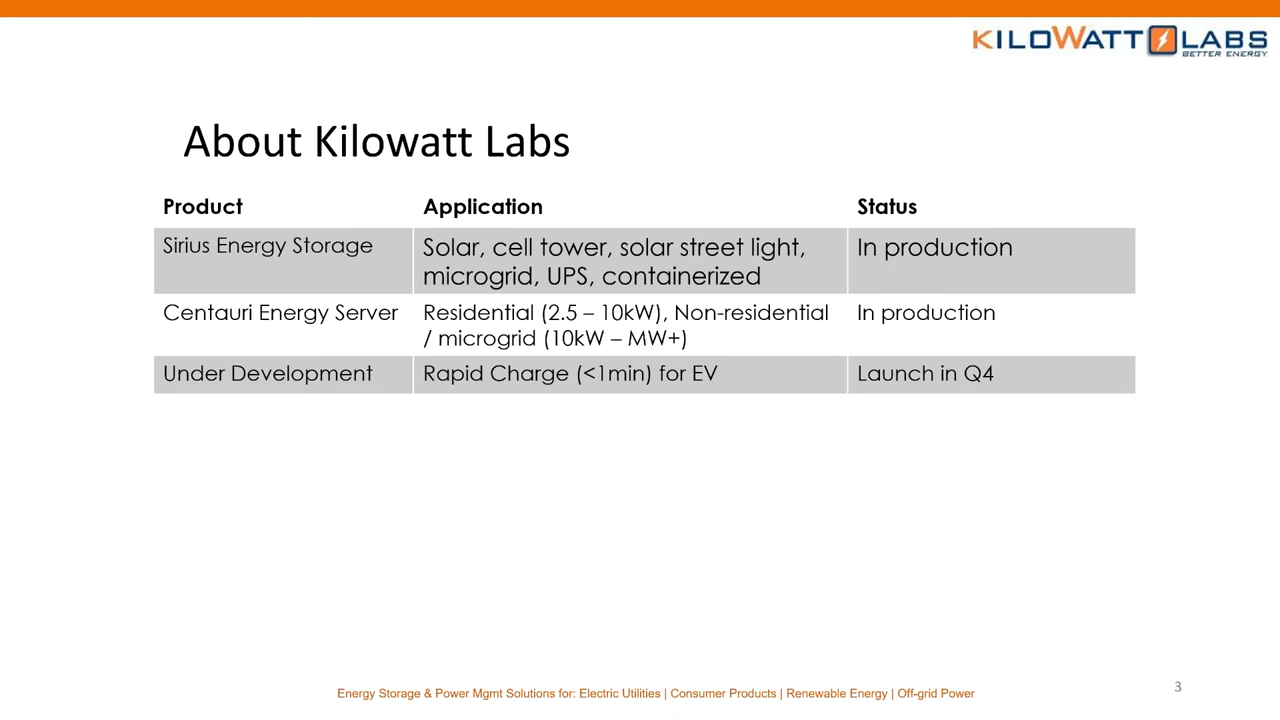 KILOWATT LABS
BETTER ENERGY
About Kilowatt Labs
Product Application Status
Sirius Energy Storage Solar, cell tower, solar street light, In production
microgrid, UPS, containerized
Centauri Energy Server Residential (2.5 – 10kW), Non-residential In production
/ microgrid (10kW – MW+)
Under Development Rapid Charge (<1min) for EV Launch in Q4
Energy Storage & Power Mgmt Solutions for: Electric Utilities | Consumer Products | Renewable Energy | Off-grid Power
3